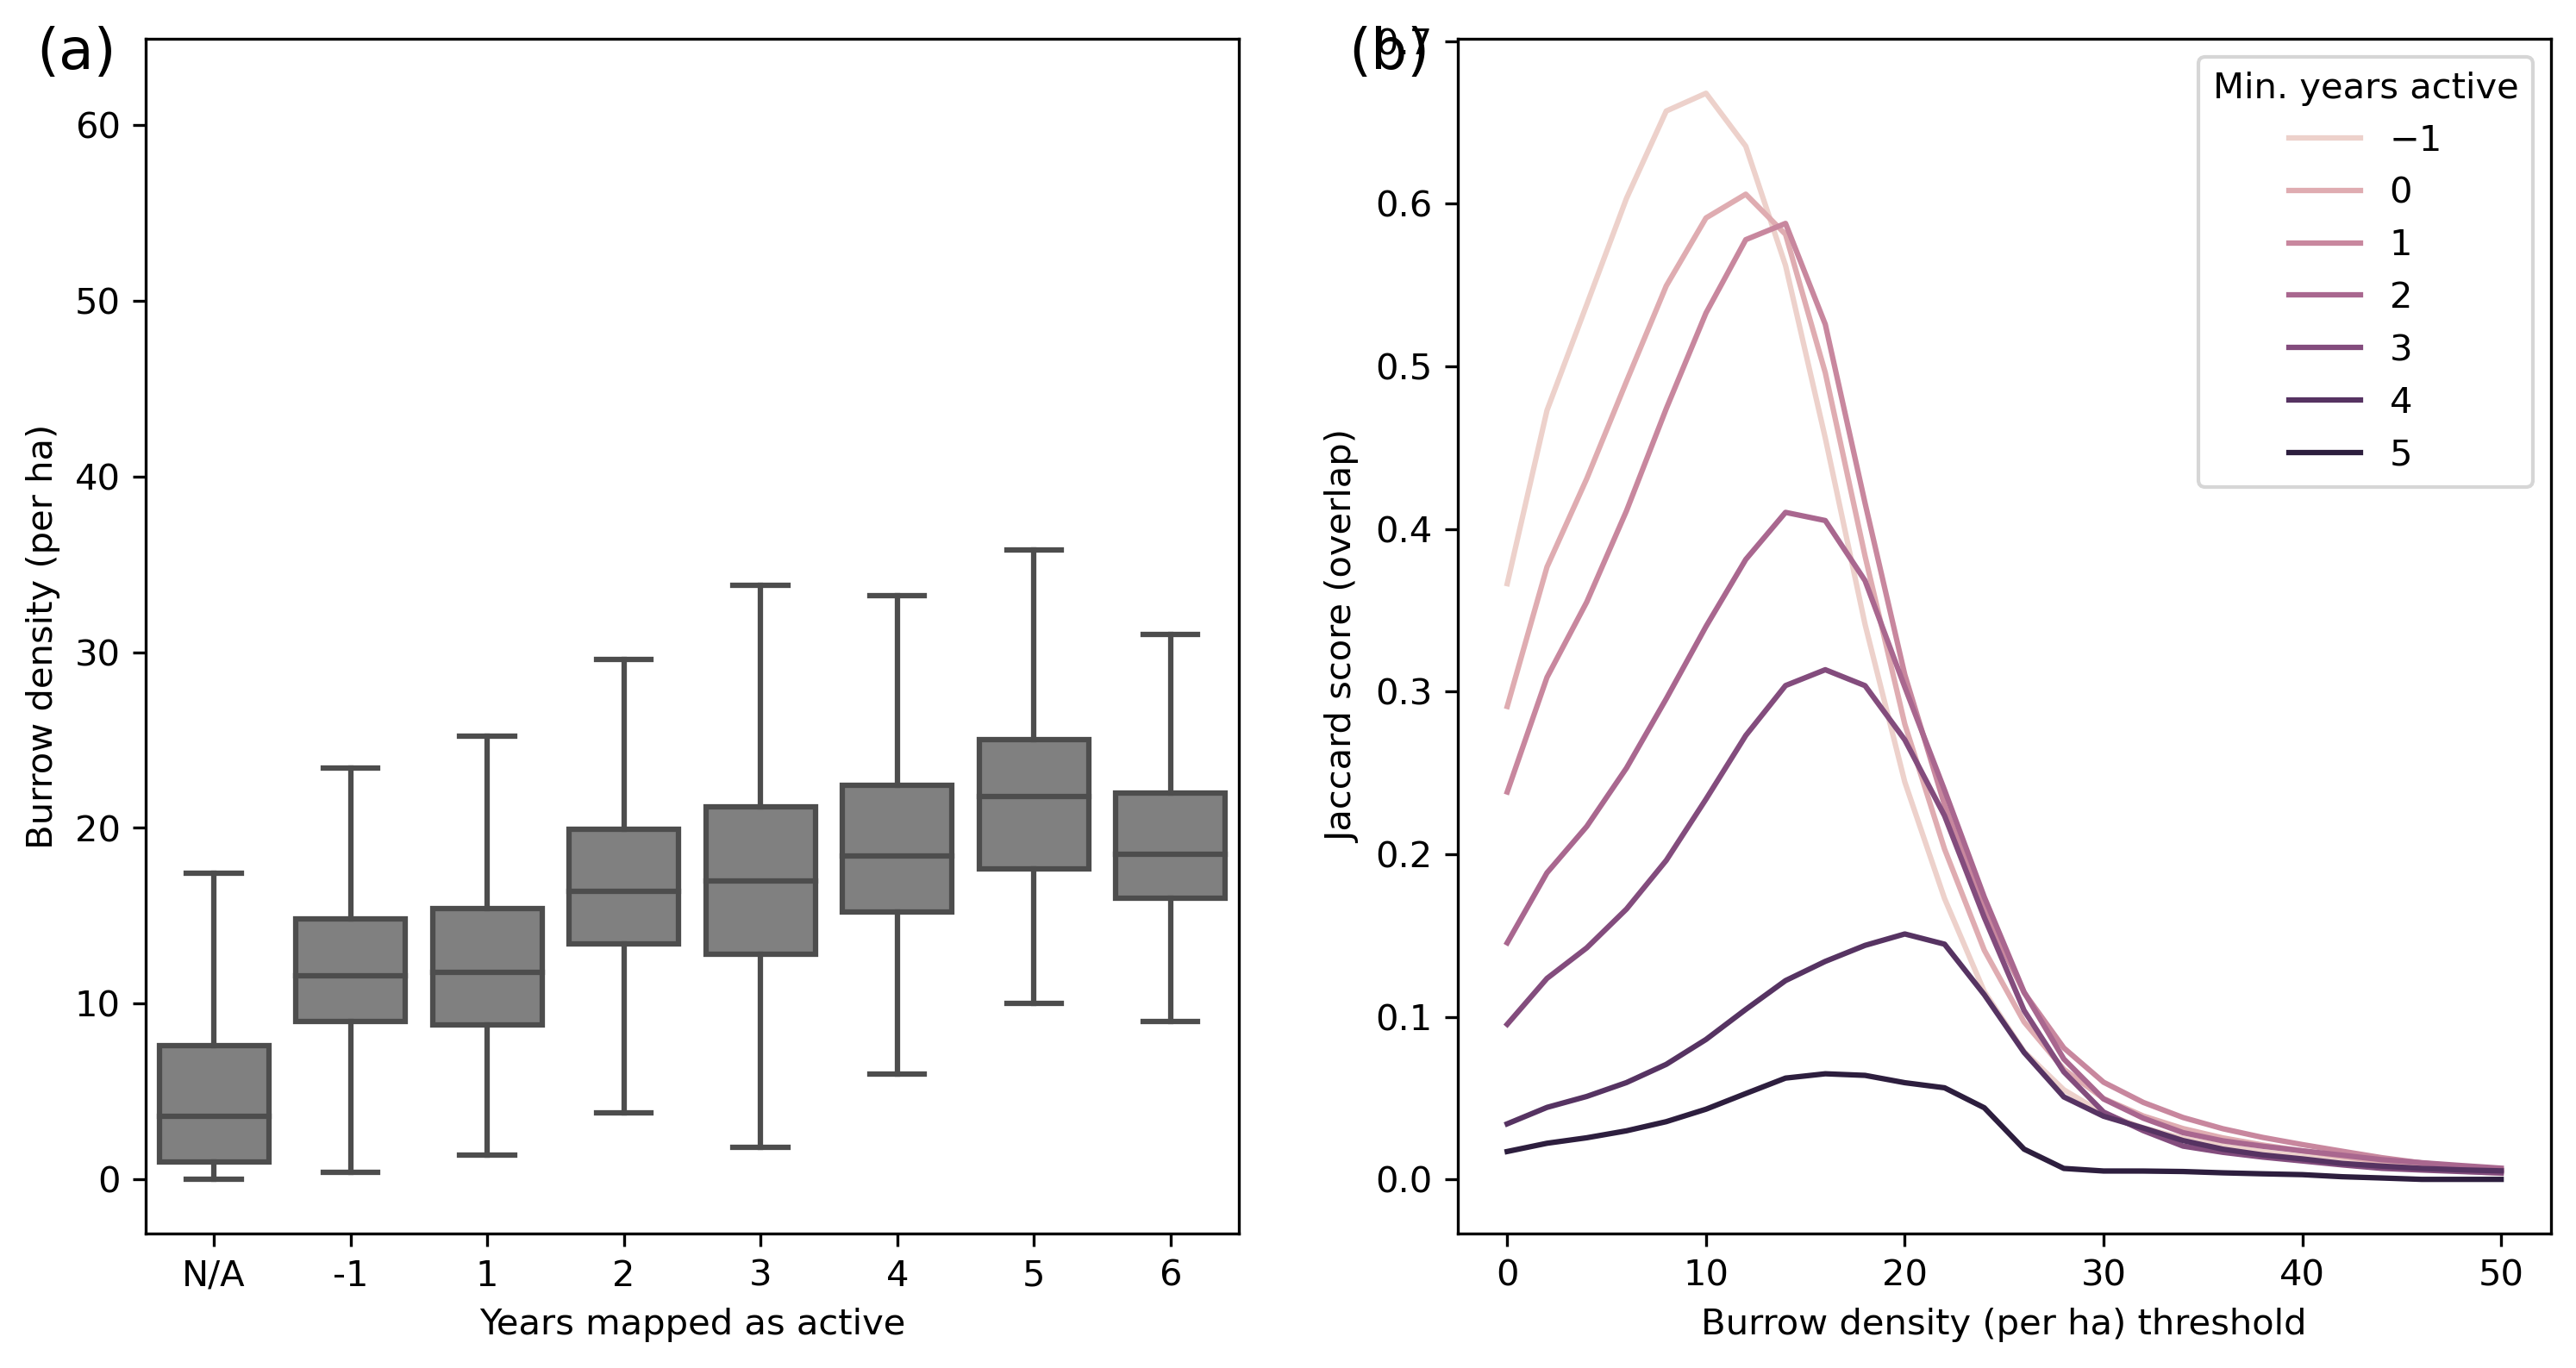 (a)
60
50
40
30
20
10
0
Burrow density (per ha)
N/A -1 1 2 3 4 5 6
Years mapped as active
(b)
0.7
0.6
0.5
0.4
0.3
0.2
0.1
0.0
Jaccard score (overlap)
Min. years active
−1
0
1
2
3
4
5
0 10 20 30 40 50
Burrow density (per ha) threshold